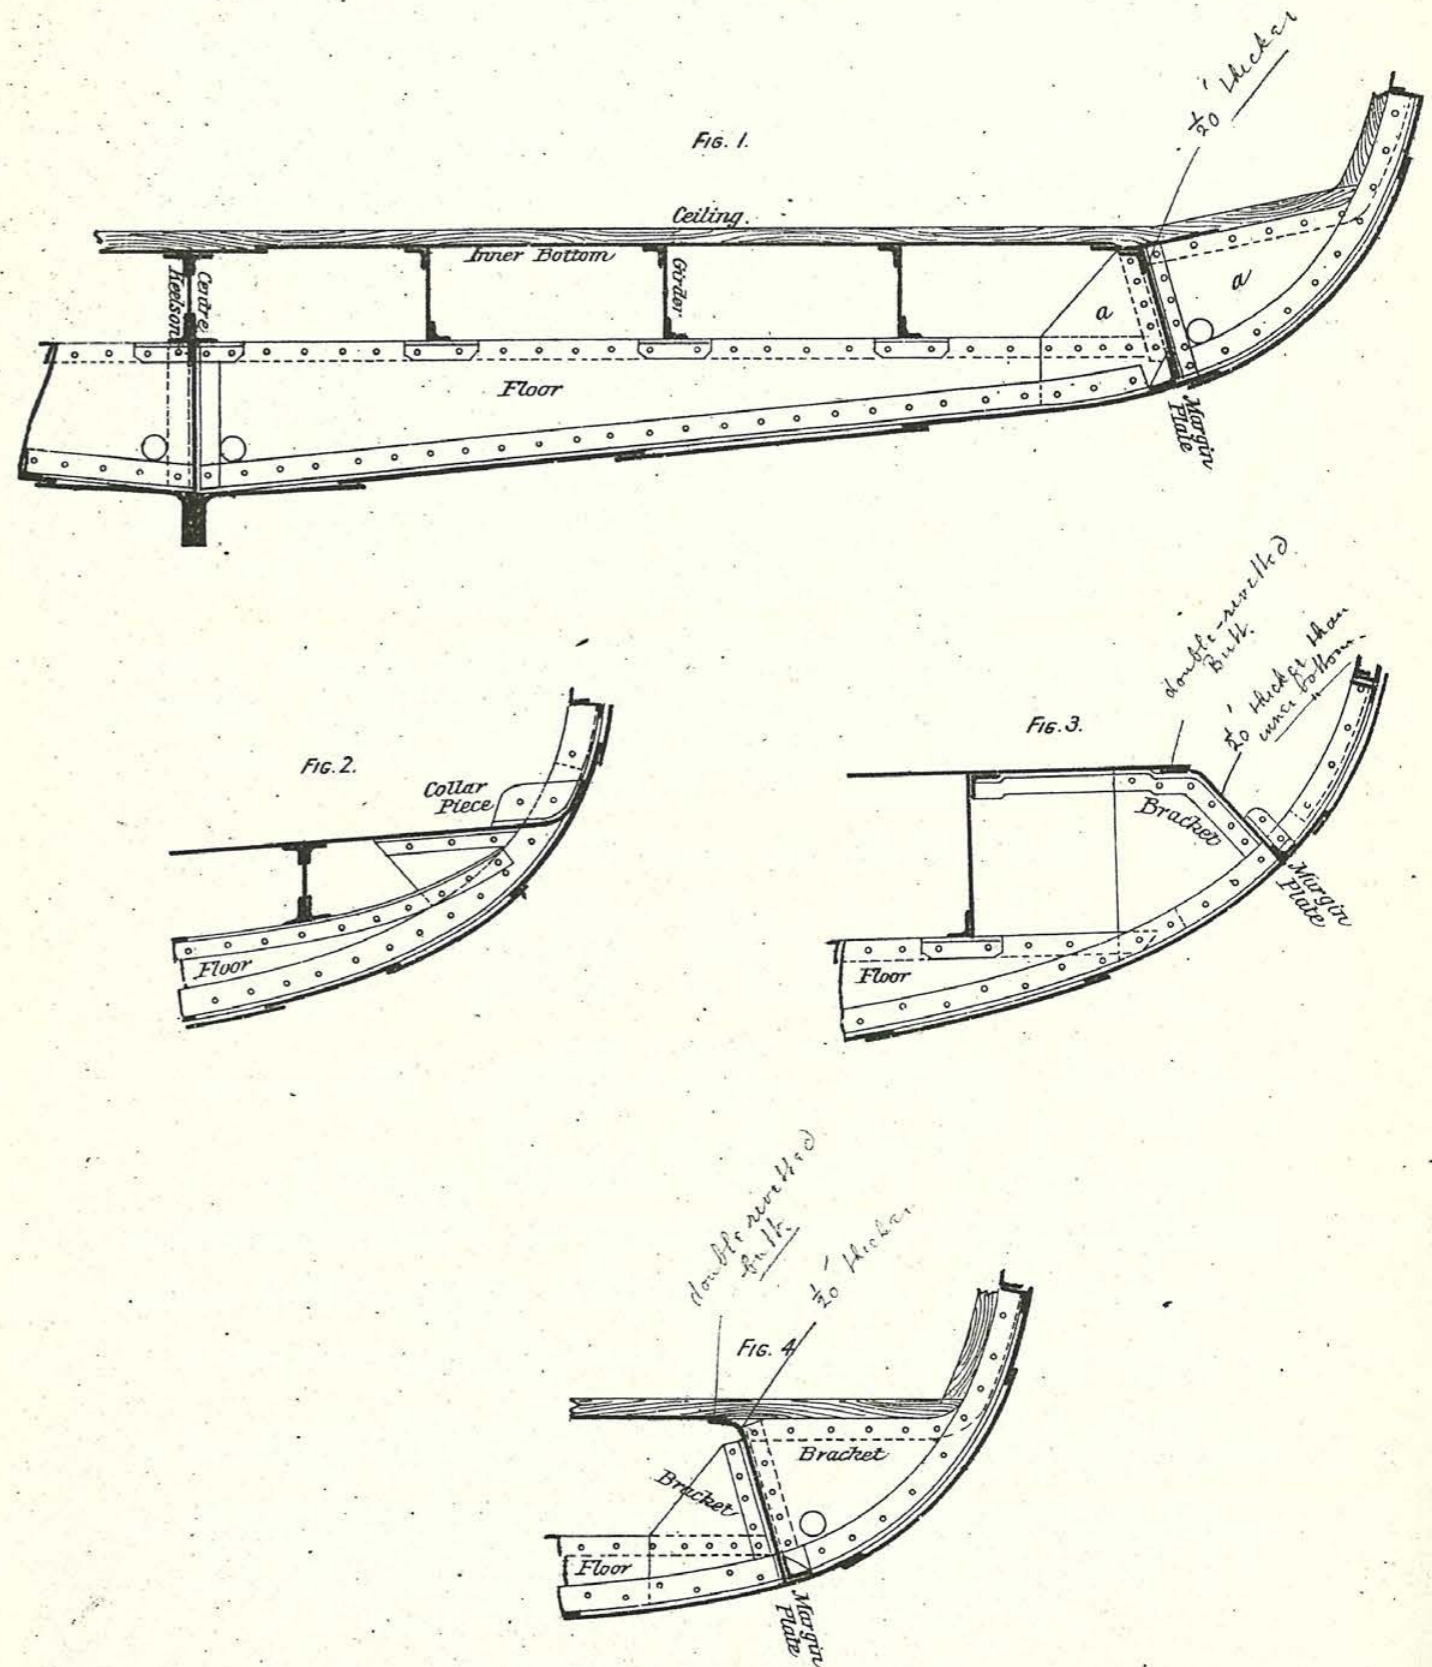 1/20" thicker
FIG. 1.
Ceiling.
Inner Bottom
Centre
Keelson
Girder
a
a
Floor
Margin
Plate
double-rivetted
Butt.
1/20" thicker than
inner bottom.
FIG. 2.
Collar
Piece
Floor
FIG. 3.
Bracket
Margin
Plate
Floor
double rivetted
butt.
1/20" thicker
FIG. 4
Bracket
Bracket
Floor
Margin
Plate